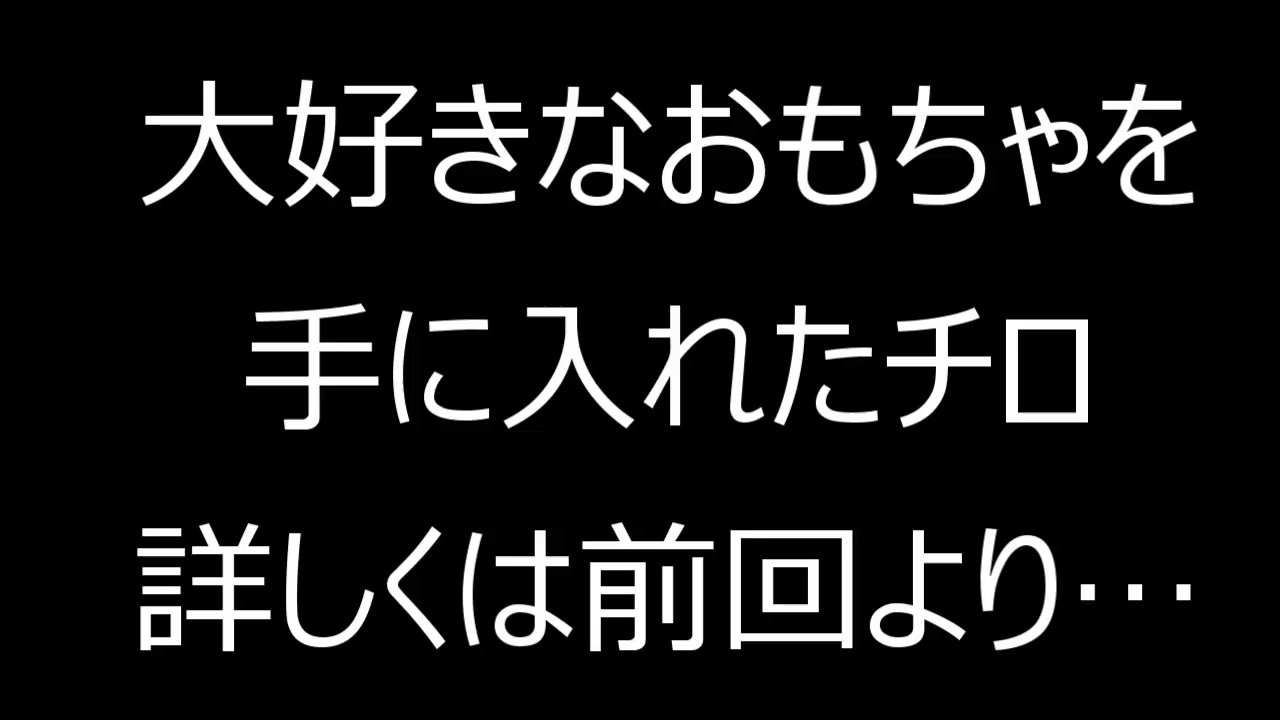 大好きなおもちゃを
手に入れたチロ
詳しくは前回より…